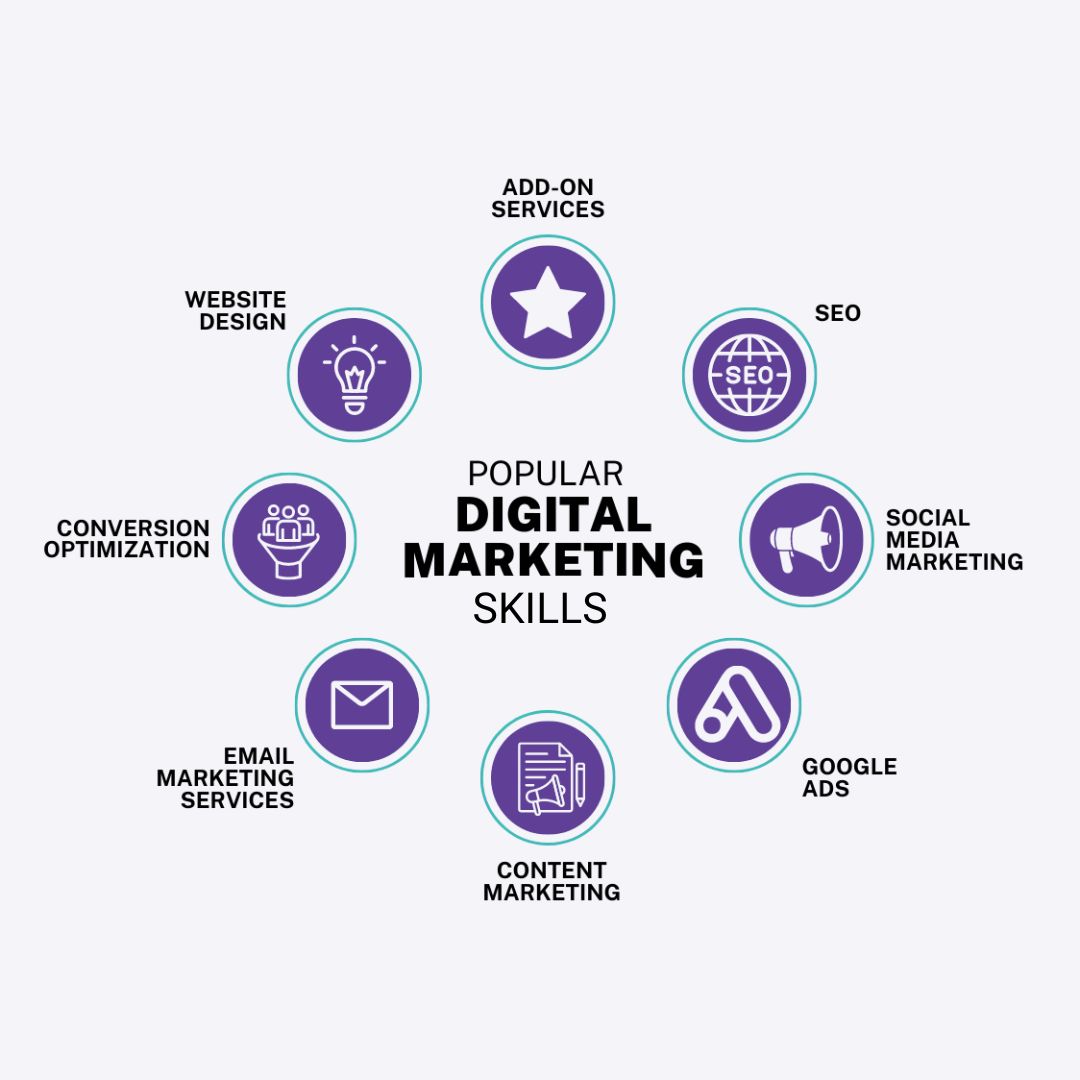 ADD-ON
SERVICES
WEBSITE
DESIGN
SEO
SEO
CONVERSION
OPTIMIZATION
POPULAR
DIGITAL
MARKETING
SKILLS
SOCIAL
MEDIA
MARKETING
EMAIL
MARKETING
SERVICES
GOOGLE
ADS
CONTENT
MARKETING